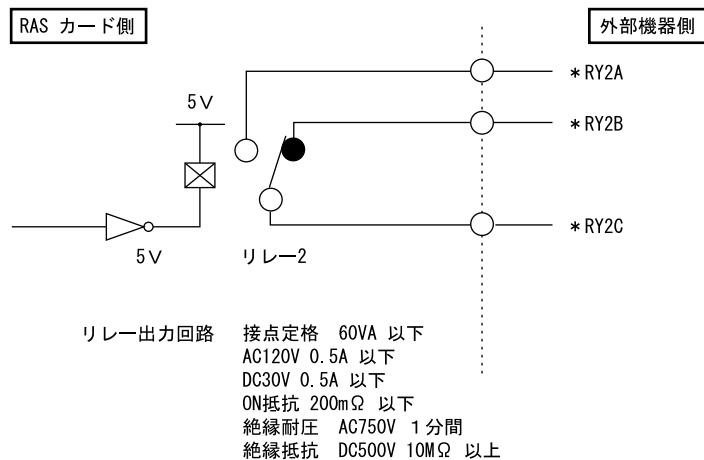 RAS カード側
外部機器側
*RY2A
5V
*RY2B
*RY2C
5V
リレー2
リレー出力回路 接点定格 60VA 以下
AC120V 0.5A 以下
DC30V 0.5A 以下
ON抵抗 200mΩ 以下
絶縁耐圧 AC750V 1分間
絶縁抵抗 DC500V 10MΩ 以上